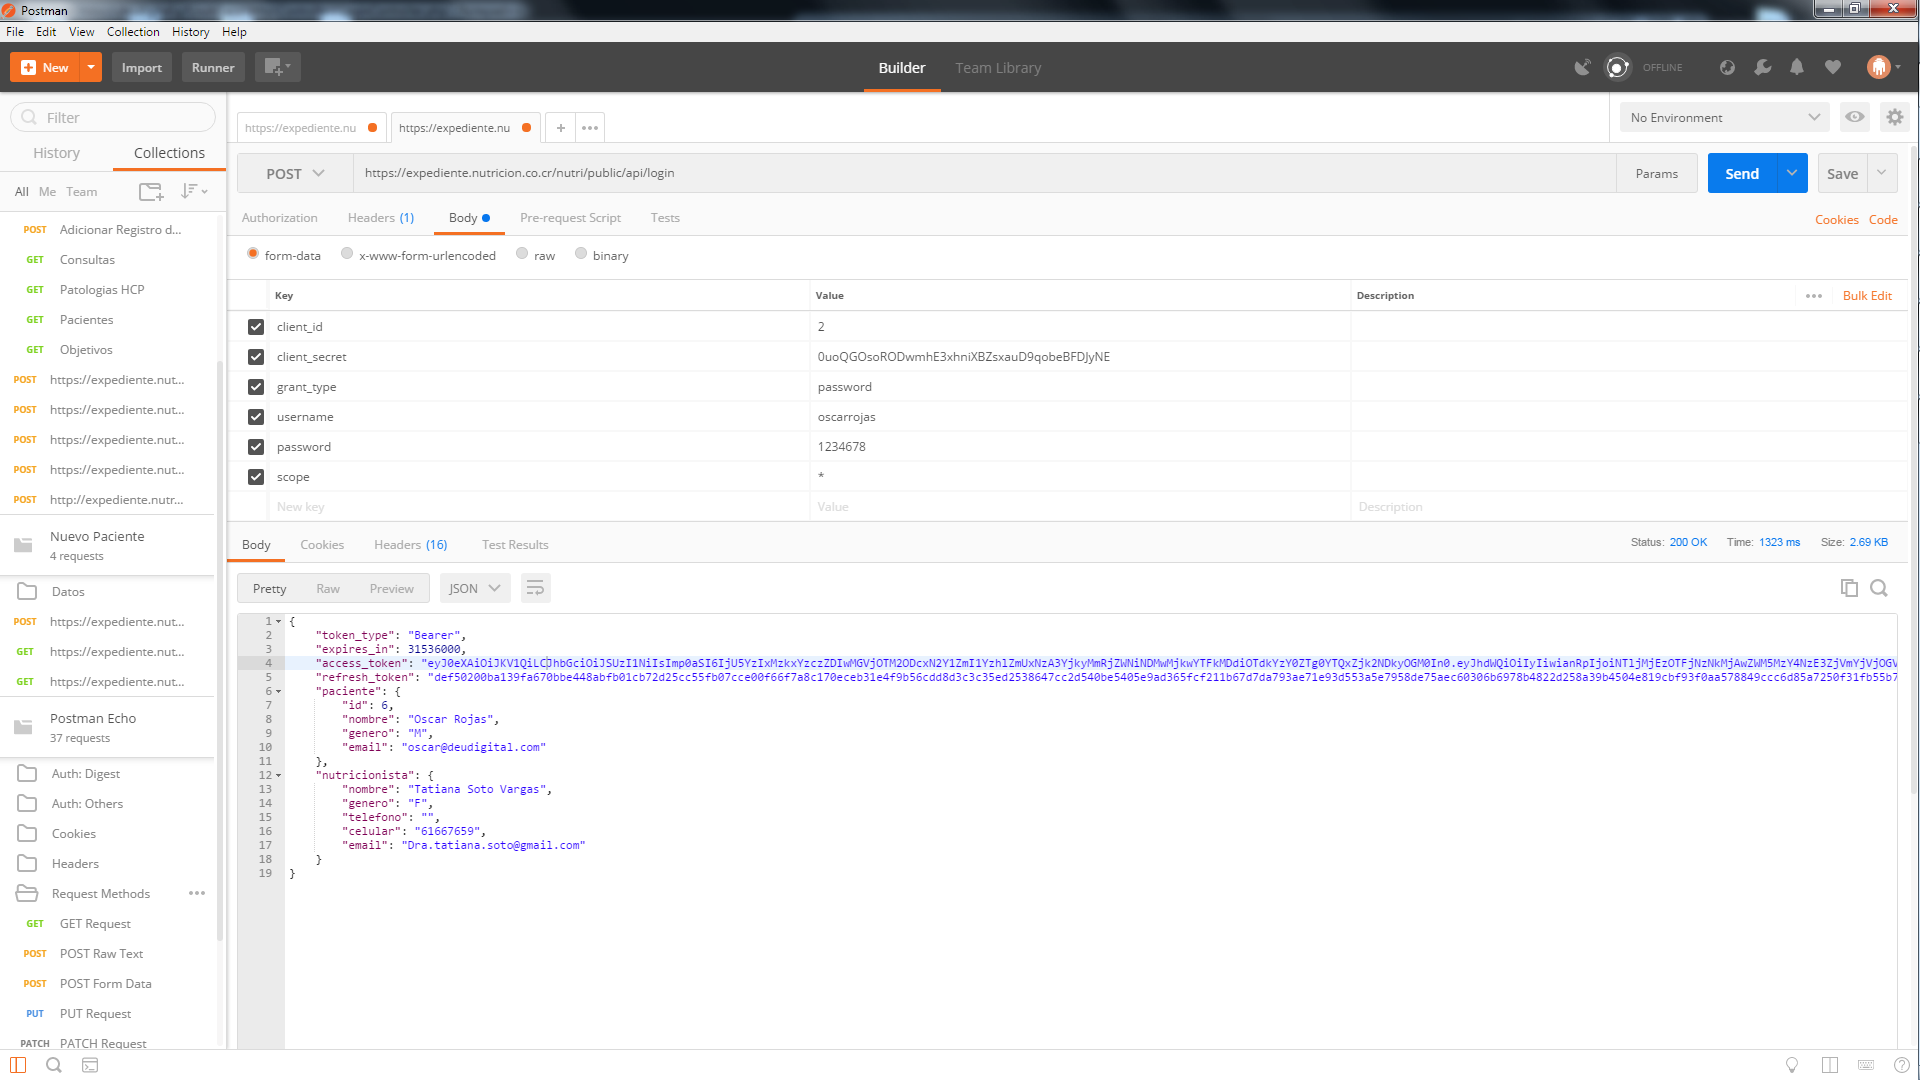 Postman
File Edit View Collection History Help
New Import Runner Builder Team Library OFFLINE
Filter
History Collections
All Me Team
POST Adicionar Registro d...
GET Consultas
GET Patologias HCP
GET Pacientes
GET Objetivos
POST https://expediente.nut...
POST https://expediente.nut...
POST https://expediente.nut...
POST https://expediente.nut...
POST http://expediente.nutr...
Nuevo Paciente
4 requests
Datos
POST https://expediente.nut...
GET https://expediente.nut...
GET https://expediente.nut...
Postman Echo
37 requests
Auth: Digest
Auth: Others
Cookies
Headers
Request Methods
GET GET Request
POST POST Raw Text
POST POST Form Data
PUT PUT Request
PATCH PATCH Request
https://expediente.nu https://expediente.nu + No Environment
POST https://expediente.nutricion.co.cr/nutri/public/api/login Params Send Save
Authorization Headers (1) Body Pre-request Script Tests Cookies Code
form-data x-www-form-urlencoded raw binary
Key Value Description Bulk Edit
client_id 2
client_secret 0uoQGOsoRODwmhE3xhniXBZsxauD9qobeBFDJyNE
grant_type password
username oscarrojas
password 1234678
scope *
New key Value Description
Body Cookies Headers (16) Test Results Status: 200 OK Time: 1323 ms Size: 2.69 KB
Pretty Raw Preview JSON
1 {
2 "token_type": "Bearer",
3 "expires_in": 31536000,
4 "access_token":
5 "refresh_token":
6 "paciente": {
7 "id": 6,
8 "nombre": "Oscar Rojas",
9 "genero": "M",
10 "email": "oscar@deudigital.com"
11 },
12 "nutricionista": {
13 "nombre": "Tatiana Soto Vargas",
14 "genero": "F",
15 "telefono": "",
16 "celular": "61667659",
17 "email": "Dra.tatiana.soto@gmail.com"
18 }
19 }